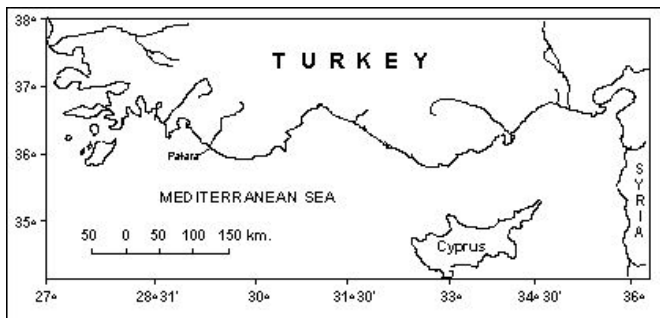 38°
TURKEY
37°
36°
Patara
S
Y
R
I
A
MEDITERRANEAN SEA
35°
50 0 50 100 150 km.
Cyprus
27°
28°31'
30°
31°30'
33°
34°30'
36°